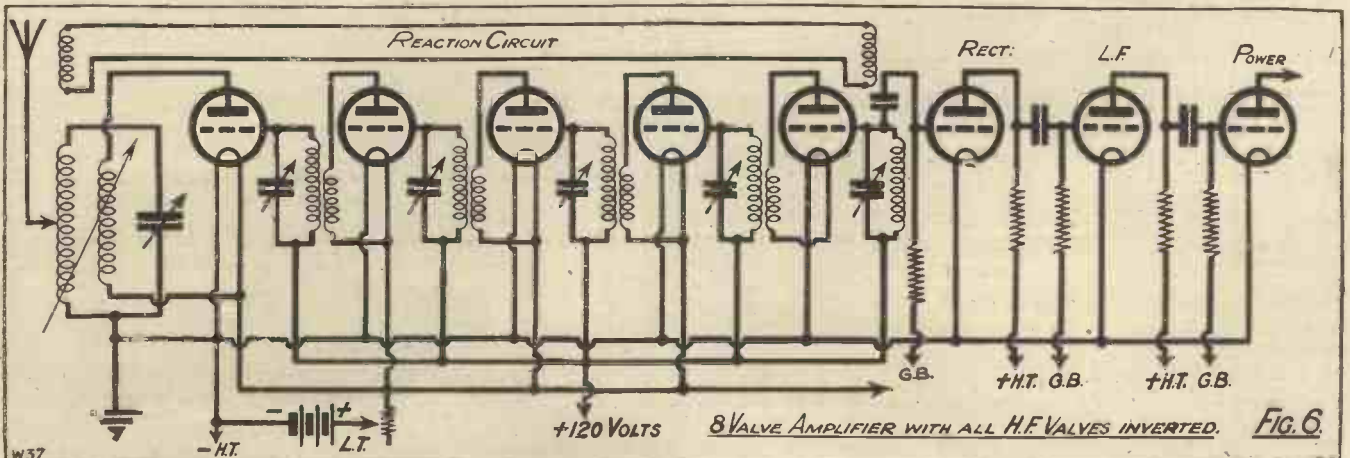 REACTION CIRCUIT
RECT:
L.F.
POWER
G.B.
+H.T. G.B.
+H.T. G.B.
- +
-H.T.
L.T.
+120 VOLTS
8 VALVE AMPLIFIER WITH ALL H.F. VALVES INVERTED.
FIG. 6.
W37